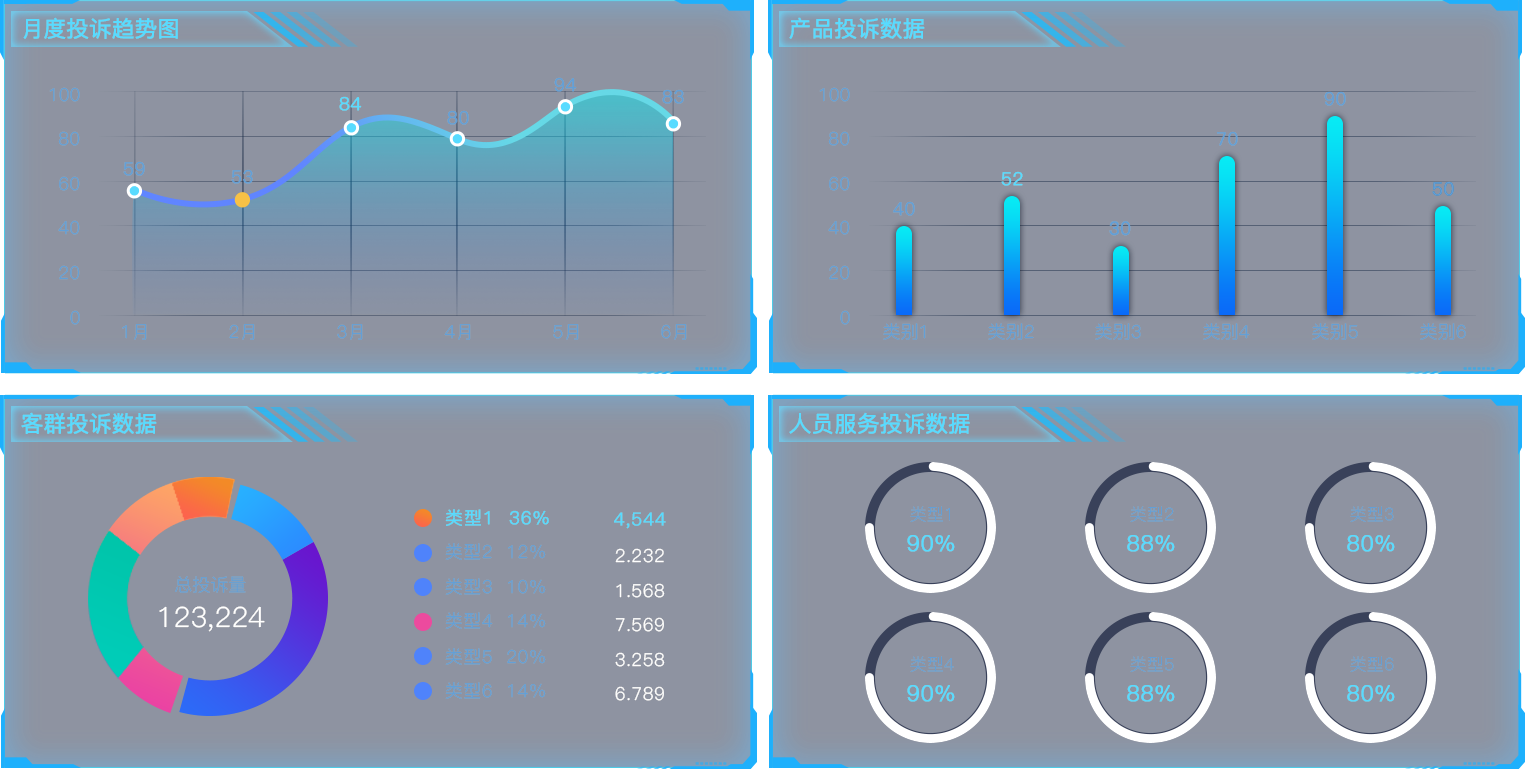 月度投诉趋势图
94
100
84
80
80
59
60
40
20
0
1月 2月 3月 4月 5月 6月
产品投诉数据
100
90
80
70
60
52
50
40
40
30
20
0
类别1 类别2 类别3 类别4 类别5 类别6
客群投诉数据
总投诉量
123,224
类型1 36% 4,544
类型2 12% 2.232
类型3 10% 1.568
类型4 14% 7.569
类型5 20% 3.258
类型6 14% 6.789
人员服务投诉数据
类型1
90%
类型2
88%
类型3
80%
类型4
90%
类型5
88%
类型6
80%